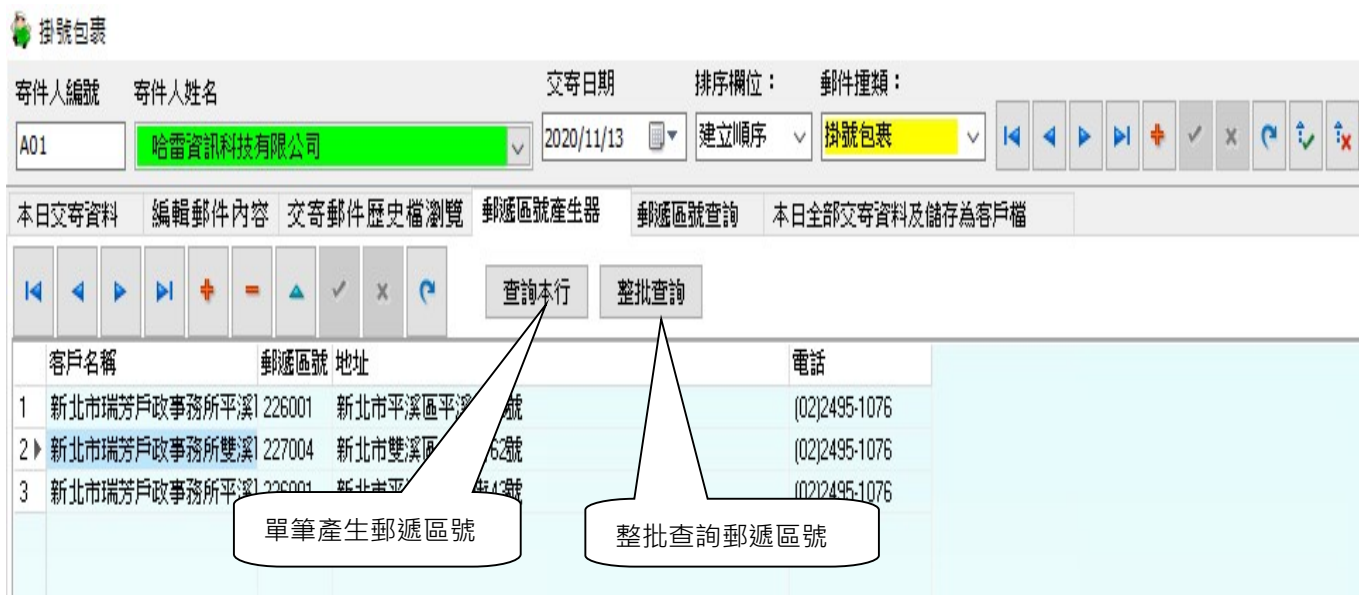 掛號包裹
寄件人編號 寄件人姓名 交寄日期 排序欄位： 郵件種類：
A01 哈雷資訊科技有限公司 2020/11/13 建立順序 掛號包裹
本日交寄資料 編輯郵件內容 交寄郵件歷史檔瀏覽 郵遞區號產生器 郵遞區號查詢 本日全部交寄資料及儲存為客戶檔
查詢本行 整批查詢
客戶名稱 郵遞區號 地址 電話
1 新北市瑞芳戶政事務所平溪 226001 新北市平溪區平溪 號 (02)2495-1076
2 新北市瑞芳戶政事務所雙溪 227004 新北市雙溪區 62號 (02)2495-1076
3 新北市瑞芳戶政事務所平溪 226001 新北市平 42號 (02)2495-1076
單筆產生郵遞區號 整批查詢郵遞區號